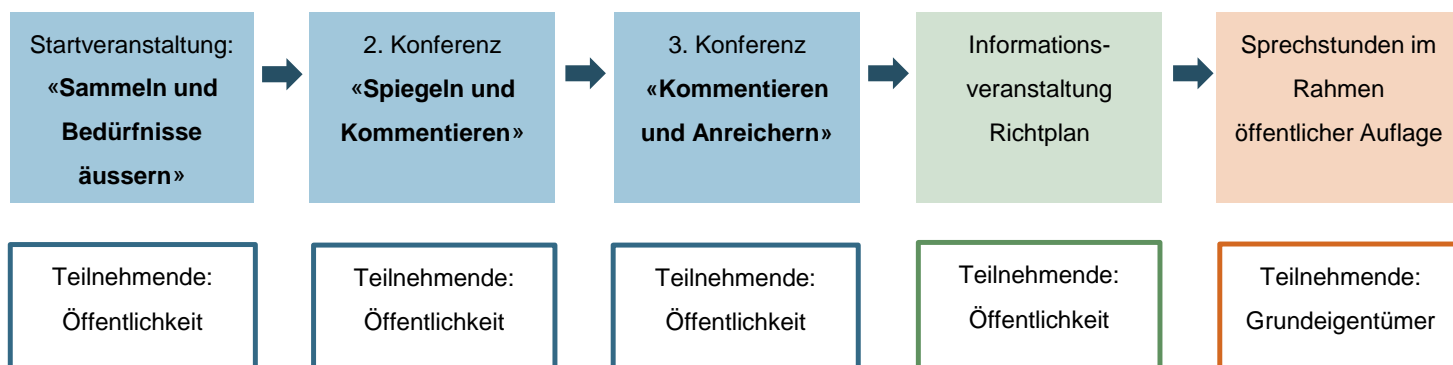 Startveranstaltung:
«Sammeln und
Bedürfnisse
äussern»
2. Konferenz
«Spiegeln und
Kommentieren»
3. Konferenz
«Kommentieren
und Anreichern»
Informations-
veranstaltung
Richtplan
Sprechstunden im
Rahmen
öffentlicher Auflage
Teilnehmende:
Öffentlichkeit
Teilnehmende:
Öffentlichkeit
Teilnehmende:
Öffentlichkeit
Teilnehmende:
Öffentlichkeit
Teilnehmende:
Grundeigentümer